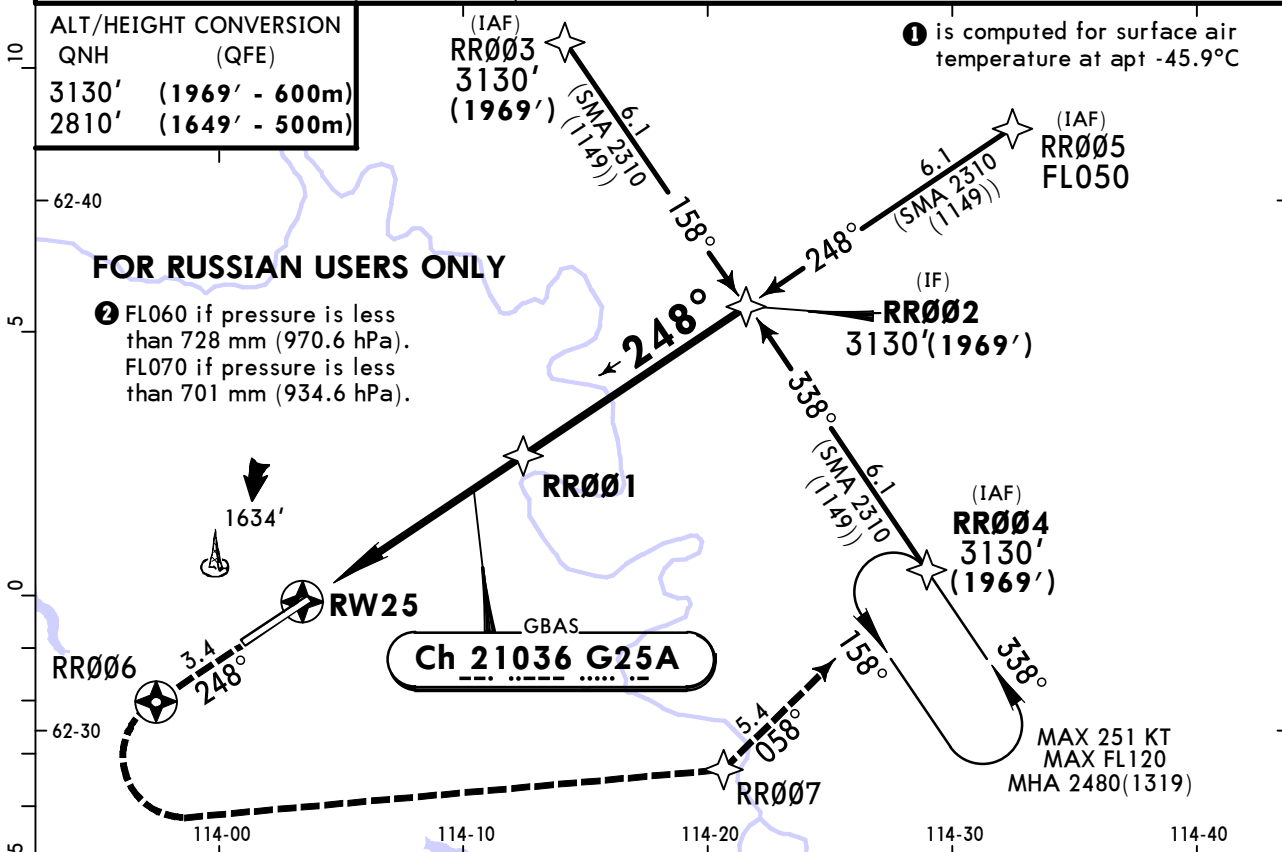 ALT/HEIGHT CONVERSION
QNH (QFE)
3130' (1969' - 600m)
2810' (1649' - 500m)
(IAF)
RRØØ3
3130'
(1969')
❶ is computed for surface air
temperature at apt -45.9°C
6.1
(SMA 2310
(1149))
158°
(IAF)
RRØØ5
FL050
6.1
(SMA 2310
(1149))
248°
10
62-40
FOR RUSSIAN USERS ONLY
❷ FL060 if pressure is less
than 728 mm (970.6 hPa).
FL070 if pressure is less
than 701 mm (934.6 hPa).
5
248°
(IF)
RRØØ2
3130'(1969')
338°
6.1
(SMA 2310
(1149))
RRØØ1
(IAF)
RRØØ4
3130'
(1969')
1634'
0
RW25
GBAS
Ch 21036 G25A
158°
338°
RRØØ6
3.4
248°
62-30
5.4
058°
RRØØ7
MAX 251 KT
MAX FL120
MHA 2480(1319)
5
114-00 114-10 114-20 114-30 114-40